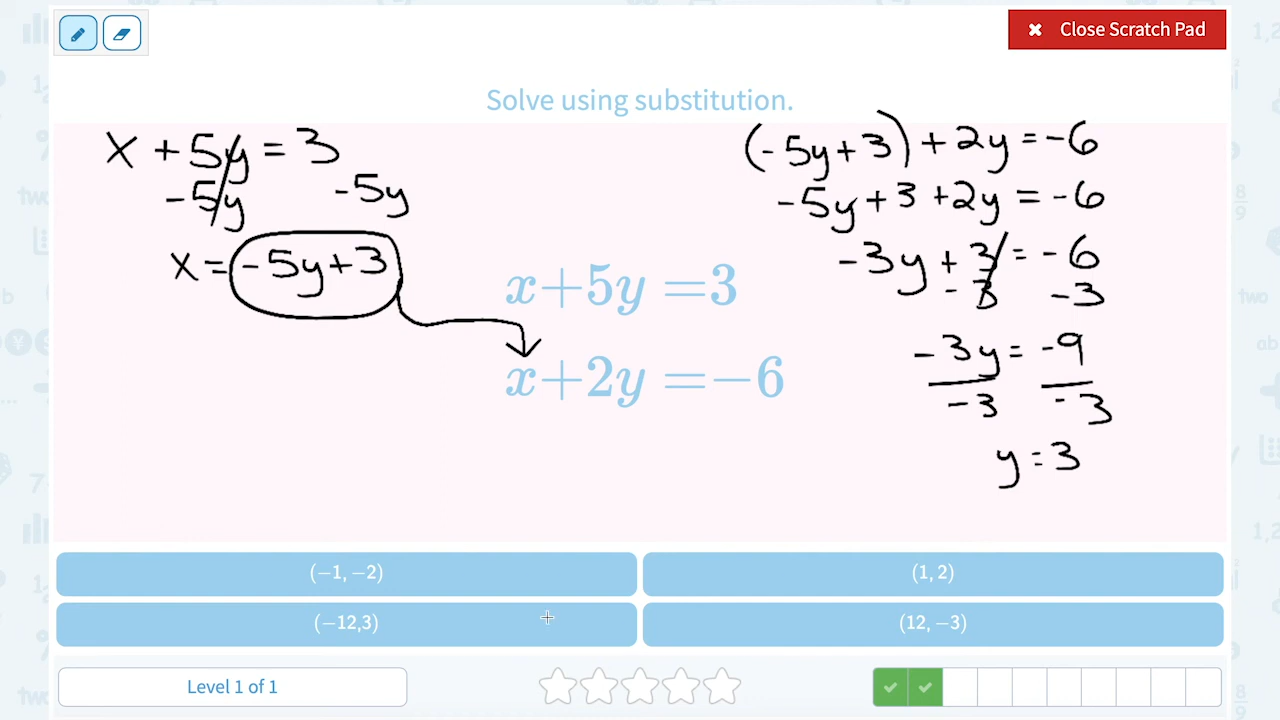 Close Scratch Pad
Solve using substitution.
x + 5y = 3
-5y -5y
x = -5y+3
x+5y =3
x+2y =−6
(-5y+3) + 2y = -6
-5y+3 +2y = -6
-3y + 3 = -6
-3 -3
-3y = -9
-3 -3
y = 3
(−1, −2)
(1, 2)
(−12,3)
(12, −3)
Level 1 of 1